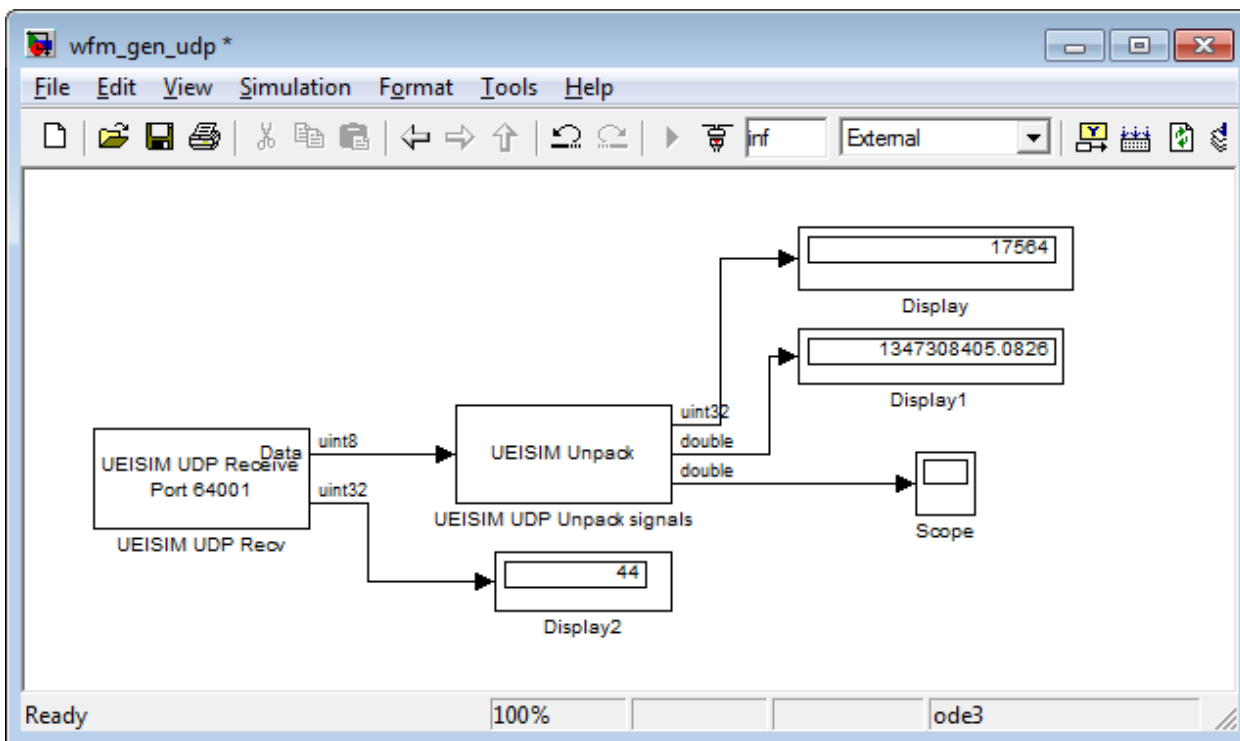 wfm_gen_udp *
File Edit View Simulation Format Tools Help
inf External
17564
Display
1347308405.0826
Display1
uint32
double
double
UEISIM Unpack
UEISIM UDP Unpack signals
Data
uint8
UEISIM UDP Receive
Port 64001
uint32
UEISIM UDP Recv
Scope
44
Display2
Ready 100% ode3